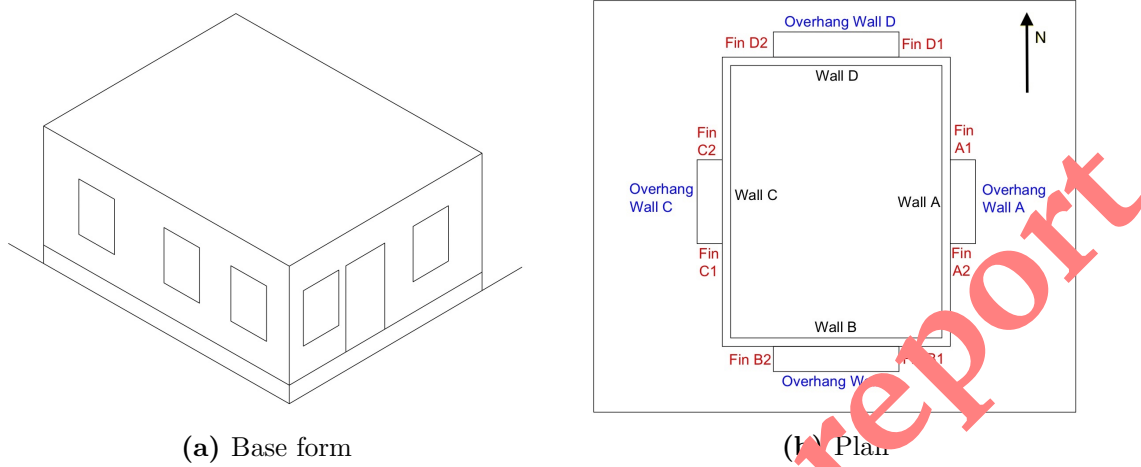 Overhang Wall D
Fin D2
Fin D1
N
Wall D
Fin
C2
Fin
A1
Overhang
Wall C
Wall C
Wall A
Overhang
Wall A
Fin
C1
Fin
A2
Wall B
Fin B2
Overhang
report
(a) Base form
(b) Plan